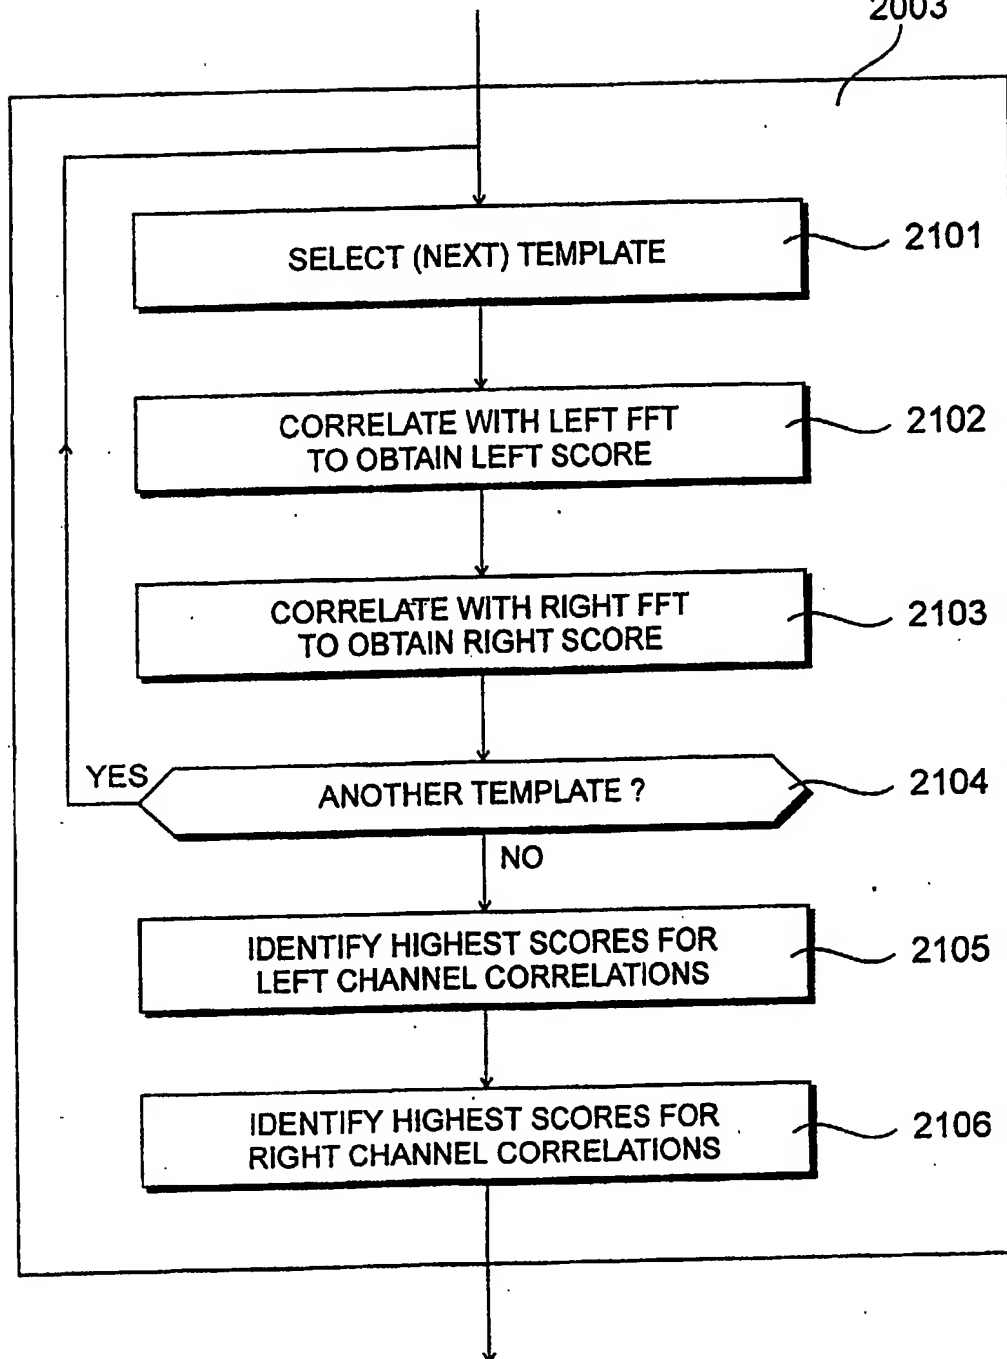 2003
SELECT (NEXT) TEMPLATE
2101
CORRELATE WITH LEFT FFT
TO OBTAIN LEFT SCORE
2102
CORRELATE WITH RIGHT FFT
TO OBTAIN RIGHT SCORE
2103
YES
ANOTHER TEMPLATE ?
2104
NO
IDENTIFY HIGHEST SCORES FOR
LEFT CHANNEL CORRELATIONS
2105
IDENTIFY HIGHEST SCORES FOR
RIGHT CHANNEL CORRELATIONS
2106